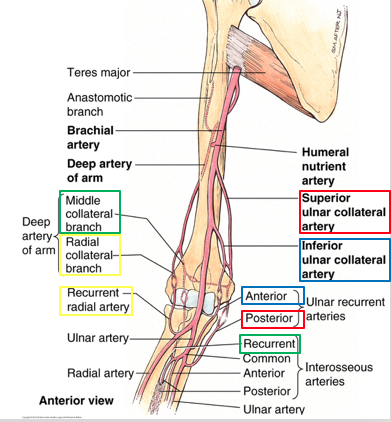 Teres major
Anastomotic
branch
Brachial
artery
Deep artery
of arm
Deep
artery
of arm
Middle
collateral
branch
Radial
collateral
branch
Recurrent
radial artery
Ulnar artery
Radial artery
Anterior view
Humeral
nutrient
artery
Superior
ulnar collateral
artery
Inferior
ulnar collateral
artery
Anterior
Posterior
Ulnar recurrent
arteries
Recurrent
Common
Anterior
Posterior
Interosseous
arteries
Ulnar artery